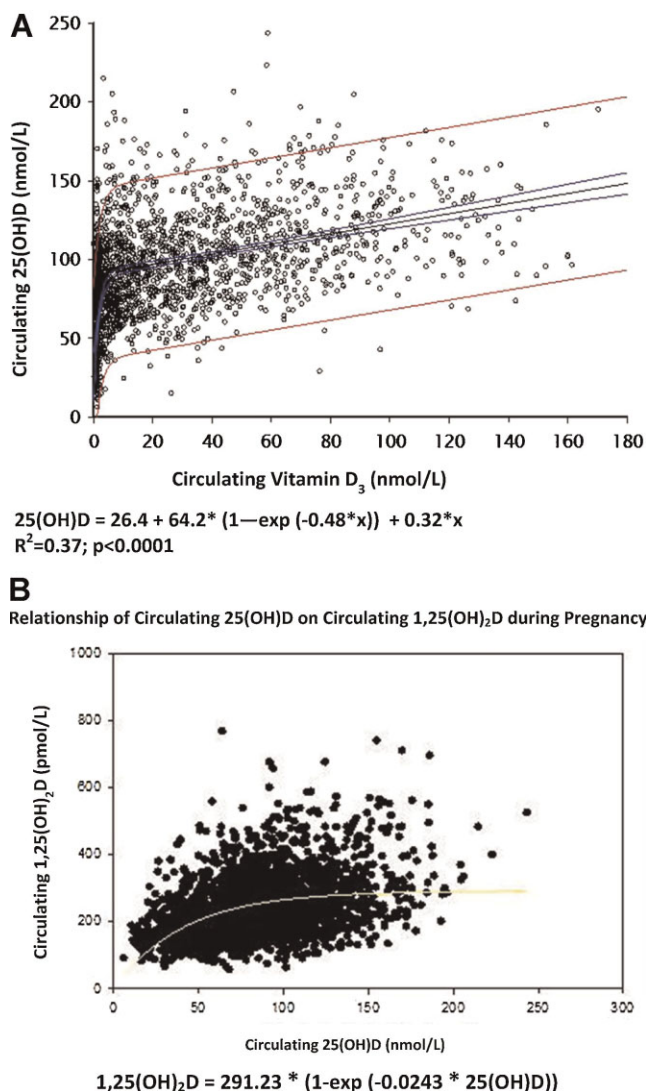 A
Circulating 25(OH)D (nmol/L)
250
200
150
100
50
0
0 20 40 60 80 100 120 140 160 180
Circulating Vitamin D₃ (nmol/L)
25(OH)D = 26.4 + 64.2* (1—exp (-0.48*x)) + 0.32*x
R²=0.37; p<0.0001
B
Relationship of Circulating 25(OH)D on Circulating 1,25(OH)₂D during Pregnancy
Circulating 1,25(OH)₂D (pmol/L)
1000
800
600
400
200
0
0 50 100 150 200 250 300
Circulating 25(OH)D (nmol/L)
1,25(OH)₂D = 291.23 * (1-exp (-0.0243 * 25(OH)D))